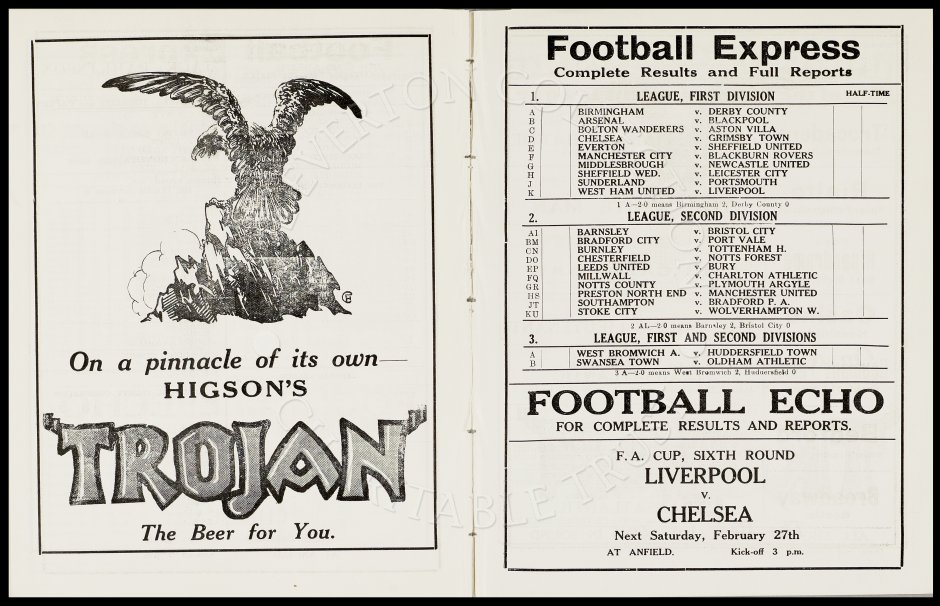 On a pinnacle of its own—
HIGSON'S
"TROJAN"
The Beer for You.
Football Express
Complete Results and Full Reports
1. LEAGUE, FIRST DIVISION HALF-TIME
A BIRMINGHAM v. DERBY COUNTY
B ARSENAL v. BLACKPOOL
C BOLTON WANDERERS v. ASTON VILLA
D CHELSEA v. GRIMSBY TOWN
E EVERTON v. SHEFFIELD UNITED
F MANCHESTER CITY v. BLACKBURN ROVERS
G MIDDLESBROUGH v. NEWCASTLE UNITED
H SHEFFIELD WED. v. LEICESTER CITY
J SUNDERLAND v. PORTSMOUTH
K WEST HAM UNITED v. LIVERPOOL
1 A—2-0 means Birmingham 2, Derby County 0
2. LEAGUE, SECOND DIVISION
AI BARNSLEY v. BRISTOL CITY
BM BRADFORD CITY v. PORT VALE
CN BURNLEY v. TOTTENHAM H.
DO CHESTERFIELD v. NOTTS FOREST
EP LEEDS UNITED v. BURY
FQ MILLWALL v. CHARLTON ATHLETIC
GR NOTTS COUNTY v. PLYMOUTH ARGYLE
HS PRESTON NORTH END v. MANCHESTER UNITED
JT SOUTHAMPTON v. BRADFORD P. A.
KU STOKE CITY v. WOLVERHAMPTON W.
2 AL—2-0 means Barnsley 2, Bristol City 0
3. LEAGUE, FIRST AND SECOND DIVISIONS
A WEST BROMWICH A. v. HUDDERSFIELD TOWN
B SWANSEA TOWN v. OLDHAM ATHLETIC
3 A—2-0 means West Bromwich 2, Huddersfield 0
FOOTBALL ECHO
FOR COMPLETE RESULTS AND REPORTS.
F. A. CUP, SIXTH ROUND
LIVERPOOL
v.
CHELSEA
Next Saturday, February 27th
AT ANFIELD. Kick-off 3 p.m.